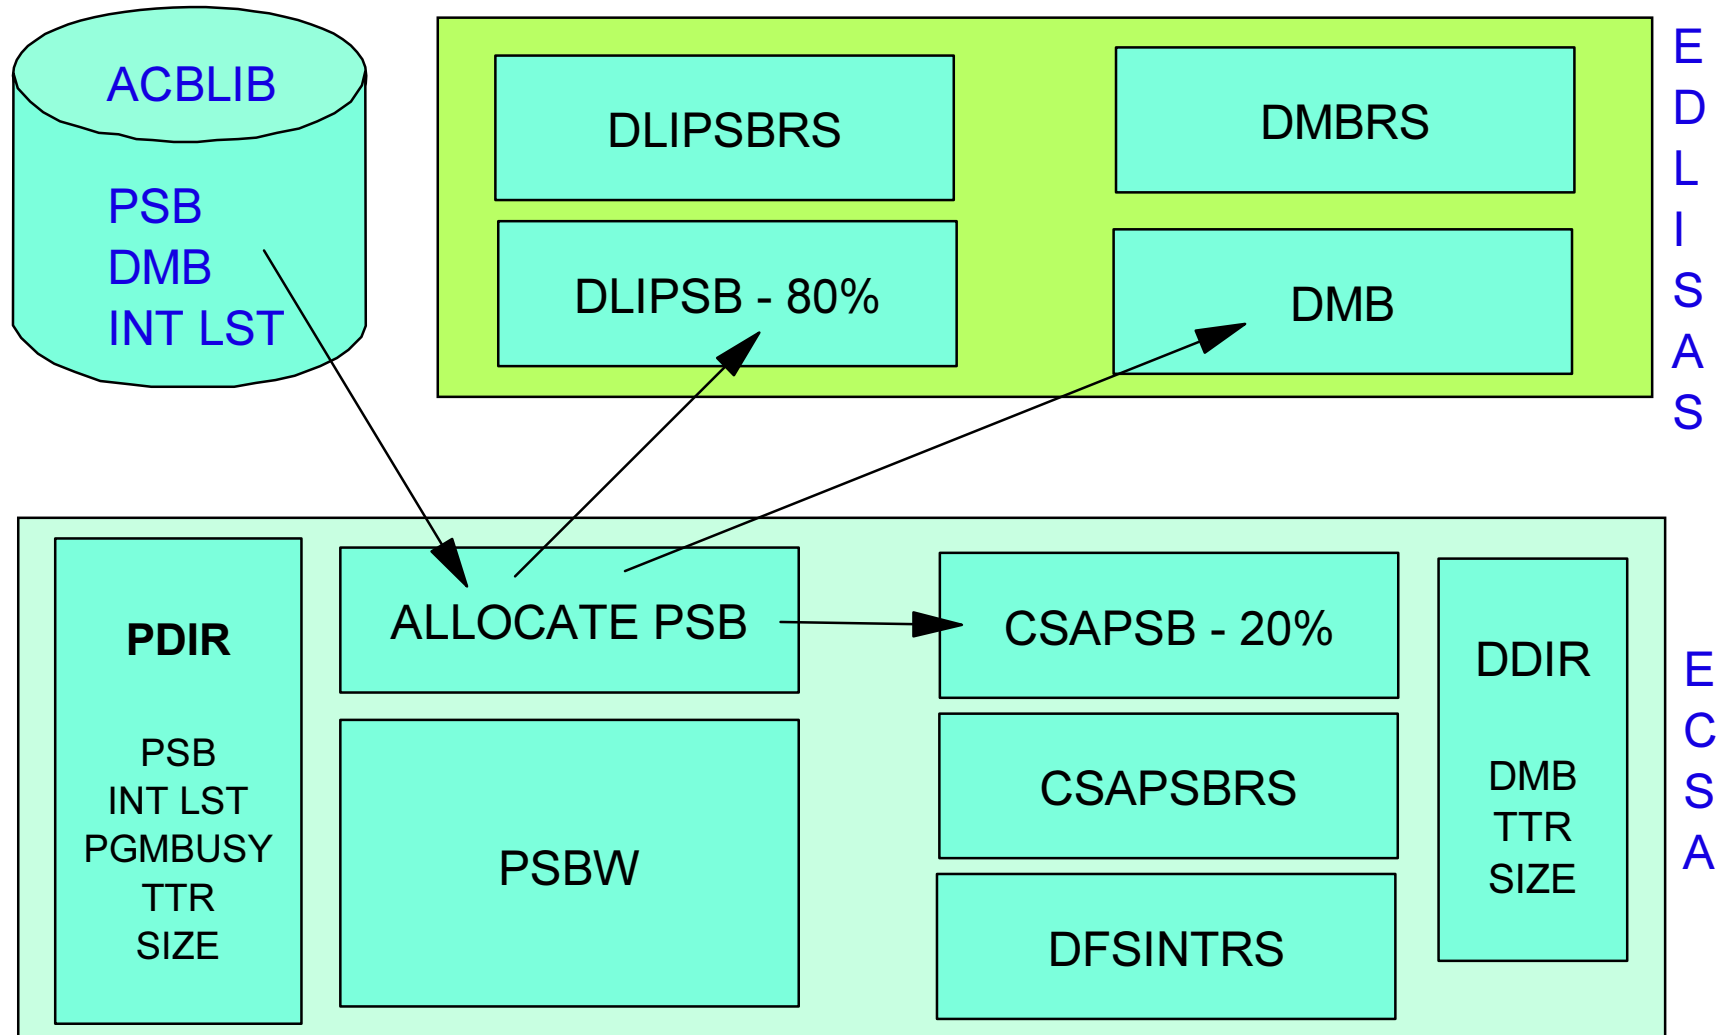 ACBLIB
PSB
DMB
INT LST
DLIPSBRS
DMBRS
DLIPSB - 80%
DMB
E
D
L
I
S
A
S
PDIR
PSB
INT LST
PGMBUSY
TTR
SIZE
ALLOCATE PSB
PSBW
CSAPSB - 20%
CSAPSBRS
DFSINTRS
DDIR
DMB
TTR
SIZE
E
C
S
A